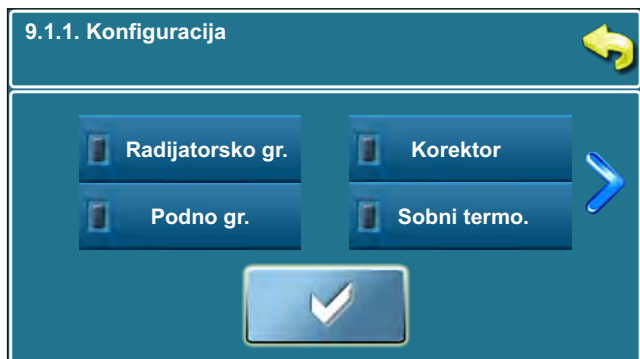 9.1.1. Konfiguracija
Radijatorsko gr.
Korektor
Podno gr.
Sobni termo.